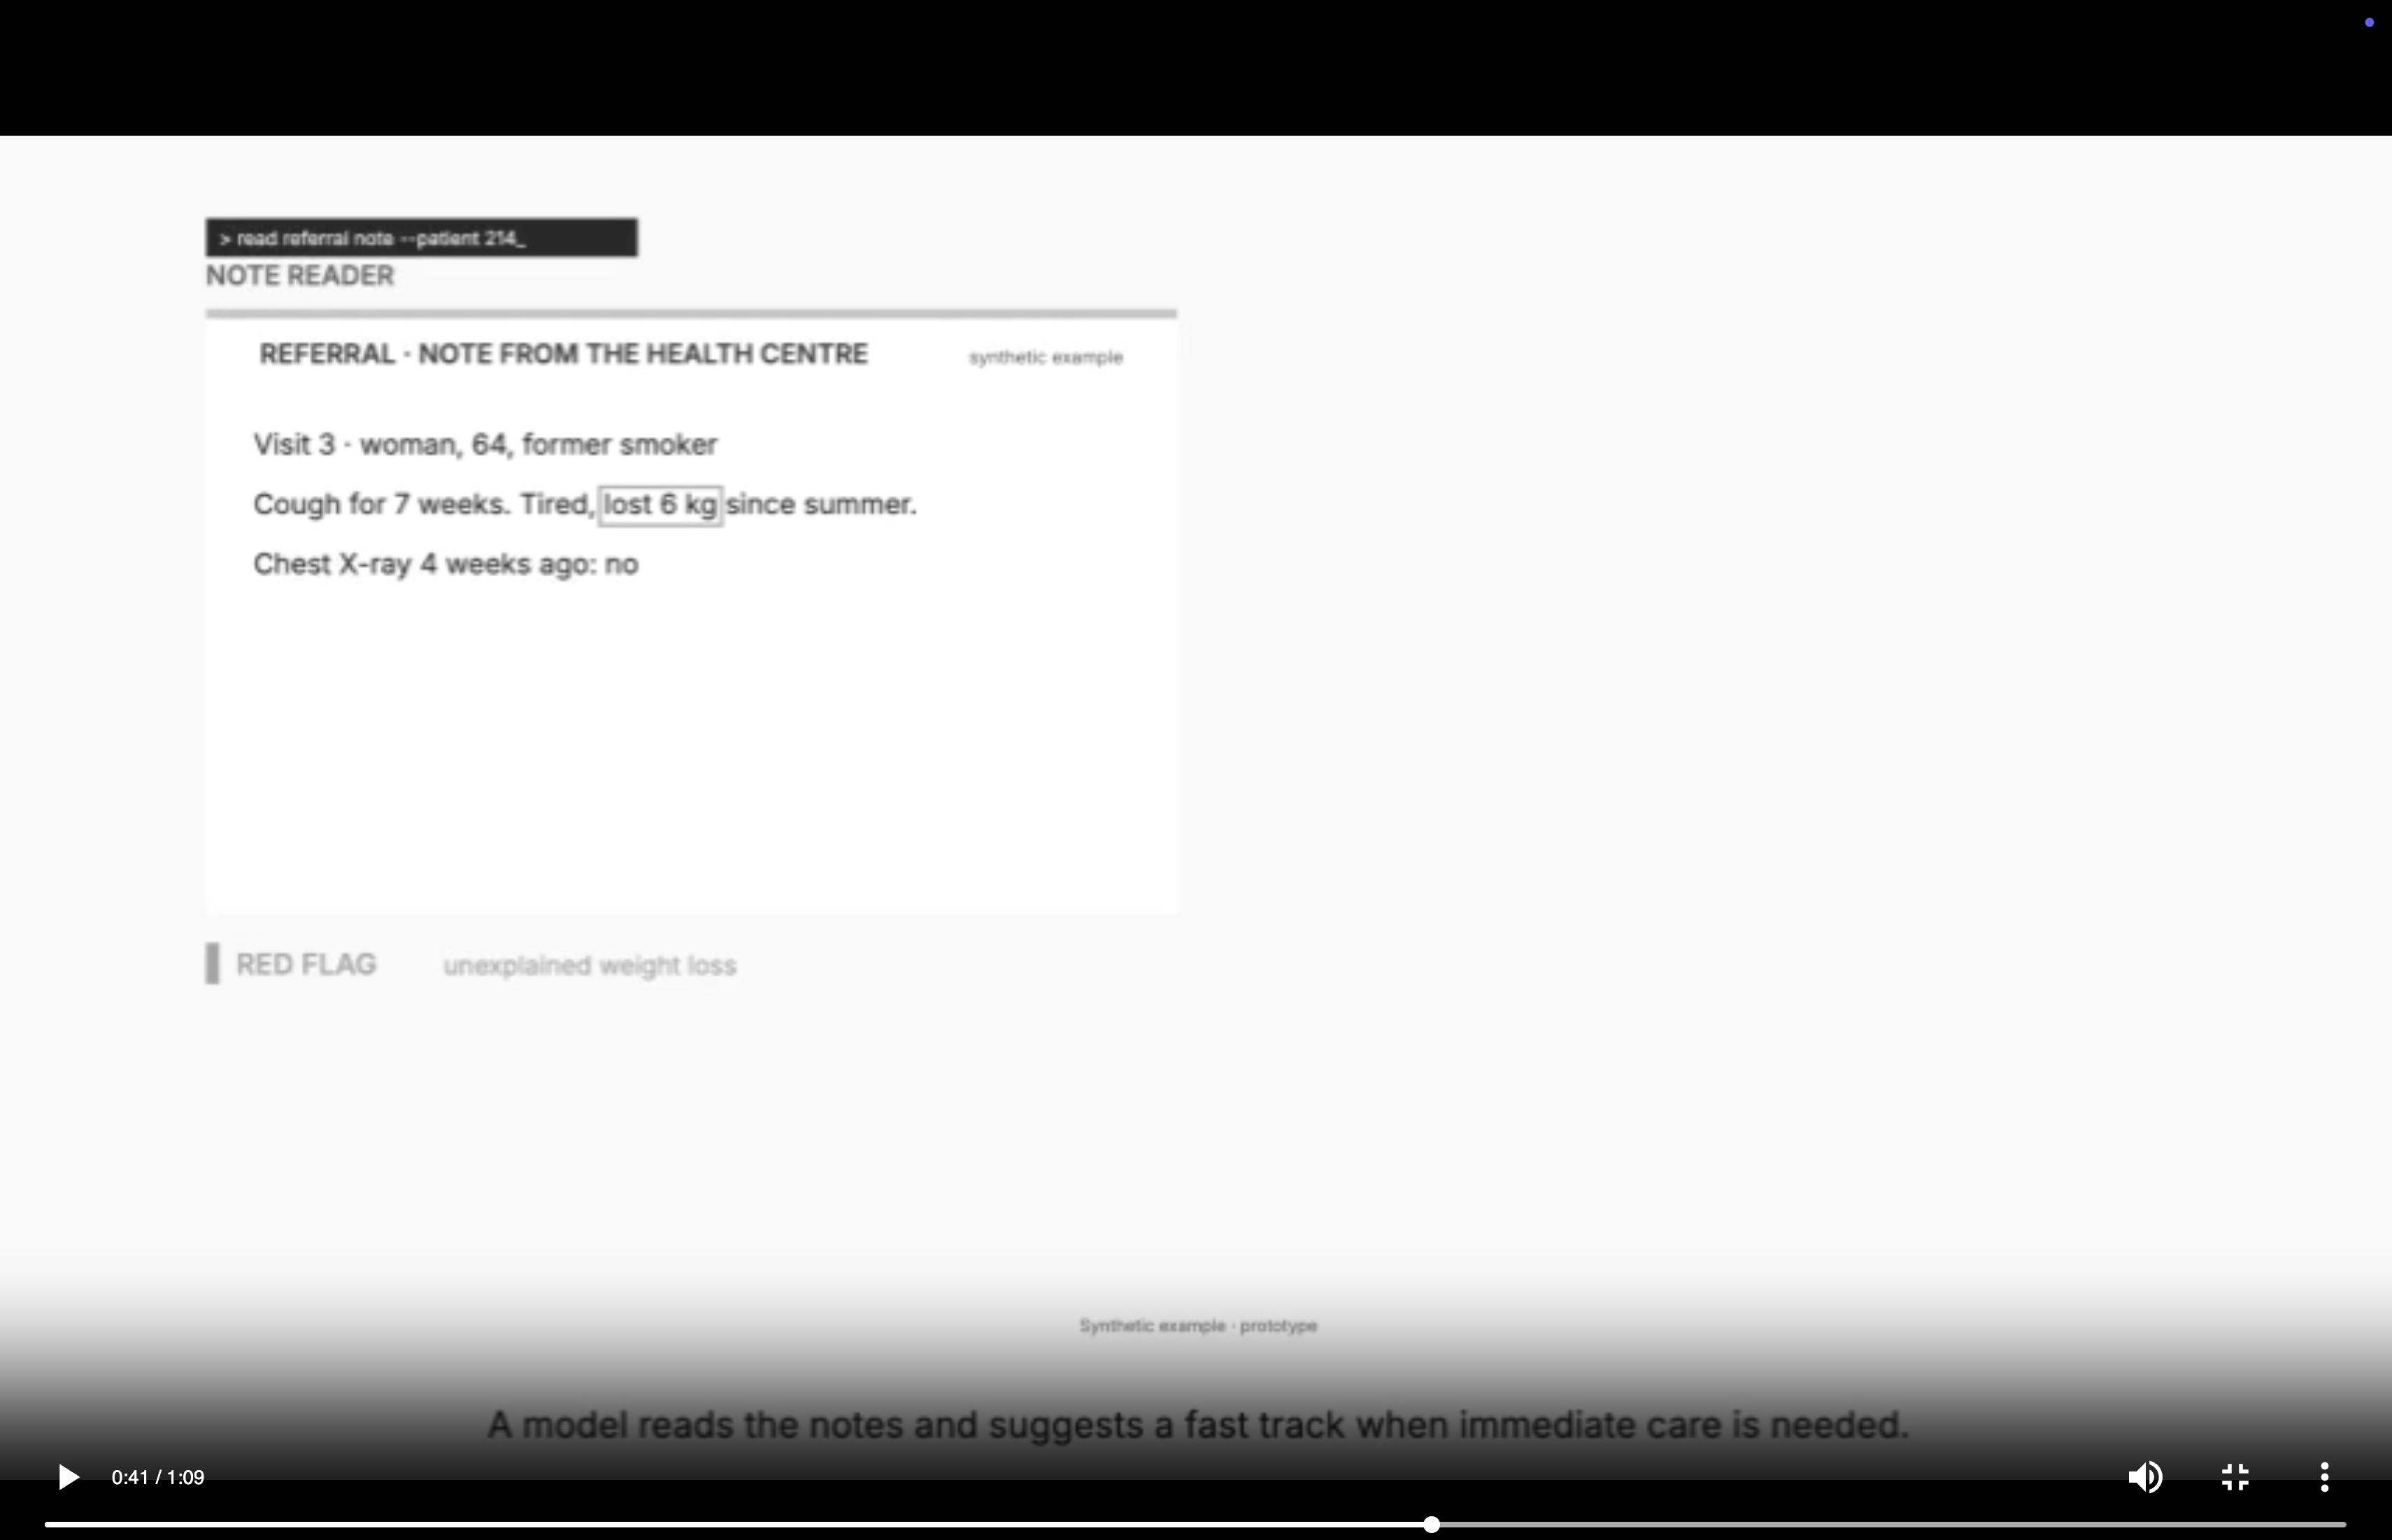 > read referral note --patient 214_
NOTE READER
REFERRAL · NOTE FROM THE HEALTH CENTRE
synthetic example
Visit 3 · woman, 64, former smoker
Cough for 7 weeks. Tired, lost 6 kg since summer.
Chest X-ray 4 weeks ago: no
RED FLAG unexplained weight loss
Synthetic example · prototype
A model reads the notes and suggests a fast track when immediate care is needed.
0:41 / 1:09